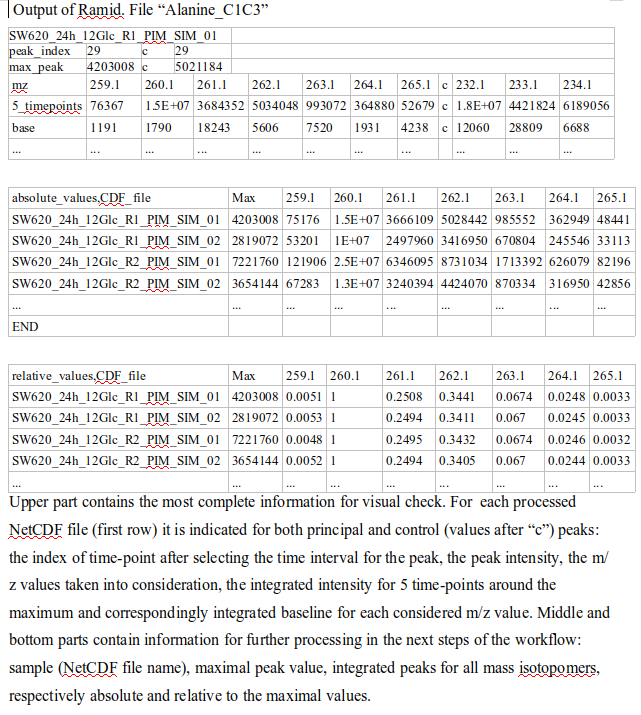 Output of Ramid. File “Alanine_C1C3”
SW620_24h_12Glc_R1_PIM_SIM_01
peak_index 29 c 29
max_peak 4203008 c 5021184
mz 259.1 260.1 261.1 262.1 263.1 264.1 265.1 c 232.1 233.1 234.1
5_timepoints 76367 1.5E+07 3684352 5034048 993072 364880 52679 c 1.8E+07 4421824 6189056
base 1191 1790 18243 5606 7520 1931 4238 c 12060 28809 6688
... ... ... ... ... ... ... ... ... ... ...
absolute_values,CDF_file Max 259.1 260.1 261.1 262.1 263.1 264.1 265.1
SW620_24h_12Glc_R1_PIM_SIM_01 4203008 75176 1.5E+07 3666109 5028442 985552 362949 48441
SW620_24h_12Glc_R1_PIM_SIM_02 2819072 53201 1E+07 2497960 3416950 670804 245546 33113
SW620_24h_12Glc_R2_PIM_SIM_01 7221760 121906 2.5E+07 6346095 8731034 1713392 626079 82196
SW620_24h_12Glc_R2_PIM_SIM_02 3654144 67283 1.3E+07 3240394 4424070 870334 316950 42856
... ... ... ... ... ... ... ... ...
END
relative_values,CDF_file Max 259.1 260.1 261.1 262.1 263.1 264.1 265.1
SW620_24h_12Glc_R1_PIM_SIM_01 4203008 0.0051 1 0.2508 0.3441 0.0674 0.0248 0.0033
SW620_24h_12Glc_R1_PIM_SIM_02 2819072 0.0053 1 0.2494 0.3411 0.067 0.0245 0.0033
SW620_24h_12Glc_R2_PIM_SIM_01 7221760 0.0048 1 0.2495 0.3432 0.0674 0.0246 0.0032
SW620_24h_12Glc_R2_PIM_SIM_02 3654144 0.0052 1 0.2494 0.3405 0.067 0.0244 0.0033
... ... ... ... ... ... ... ... ...
Upper part contains the most complete information for visual check. For each processed
NetCDF file (first row) it is indicated for both principal and control (values after “c”) peaks:
the index of time-point after selecting the time interval for the peak, the peak intensity, the m/
z values taken into consideration, the integrated intensity for 5 time-points around the
maximum and correspondingly integrated baseline for each considered m/z value. Middle and
bottom parts contain information for further processing in the next steps of the workflow:
sample (NetCDF file name), maximal peak value, integrated peaks for all mass isotopomers,
respectively absolute and relative to the maximal values.